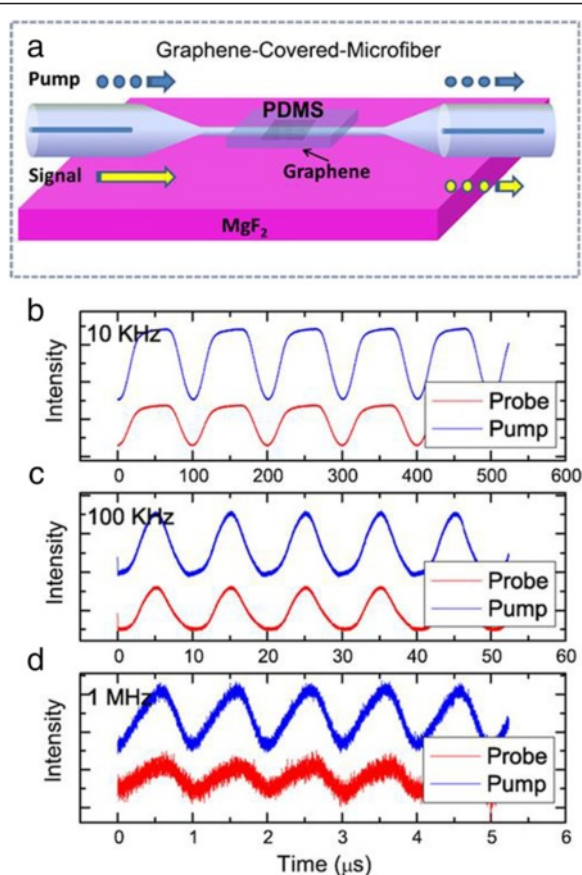 a
Graphene-Covered-Microfiber
Pump
PDMS
Graphene
Signal
MgF₂
b
10 KHz
Intensity
Probe
Pump
0 100 200 300 400 500 600
c
100 KHz
Intensity
Probe
Pump
0 10 20 30 40 50 60
d
1 MHz
Intensity
Probe
Pump
0 1 2 3 4 5 6
Time (μs)